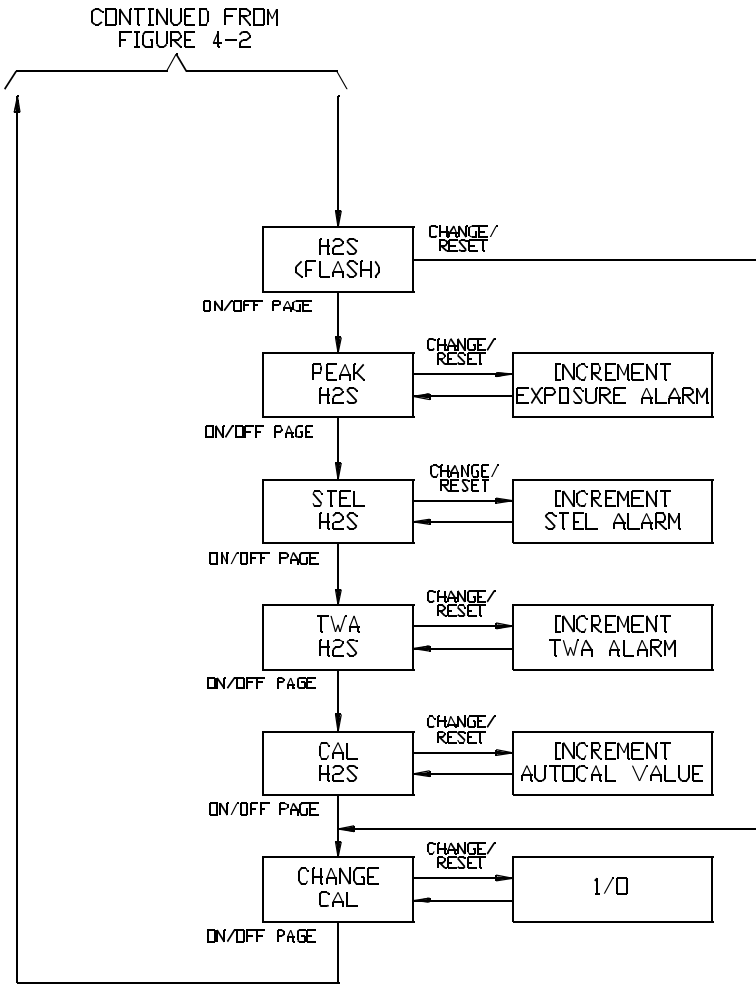 CONTINUED FROM
FIGURE 4-2
H2S
(FLASH)
CHANGE/
RESET
ON/OFF PAGE
PEAK
H2S
CHANGE/
RESET
INCREMENT
EXPOSURE ALARM
ON/OFF PAGE
STEL
H2S
CHANGE/
RESET
INCREMENT
STEL ALARM
ON/OFF PAGE
TWA
H2S
CHANGE/
RESET
INCREMENT
TWA ALARM
ON/OFF PAGE
CAL
H2S
CHANGE/
RESET
INCREMENT
AUTOCAL VALUE
ON/OFF PAGE
CHANGE
CAL
CHANGE/
RESET
1/0
ON/OFF PAGE